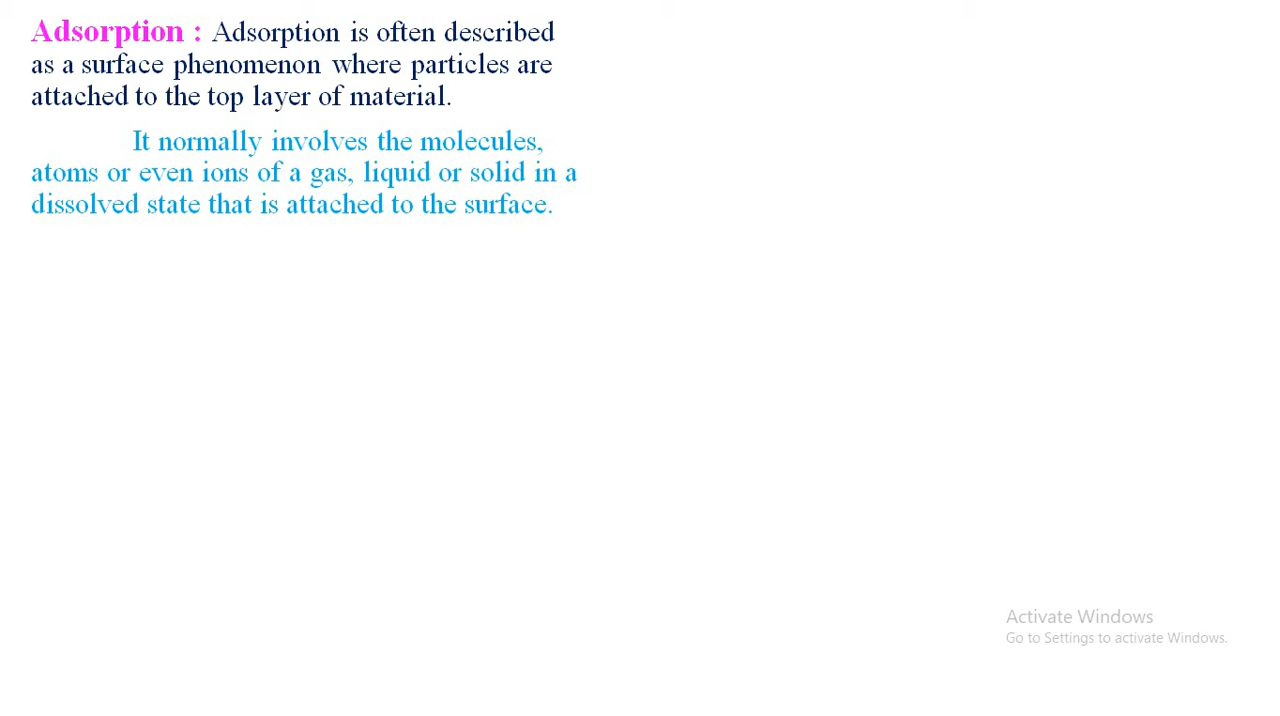 Adsorption : Adsorption is often described
as a surface phenomenon where particles are
attached to the top layer of material.
It normally involves the molecules,
atoms or even ions of a gas, liquid or solid in a
dissolved state that is attached to the surface.
Activate Windows
Go to Settings to activate Windows.